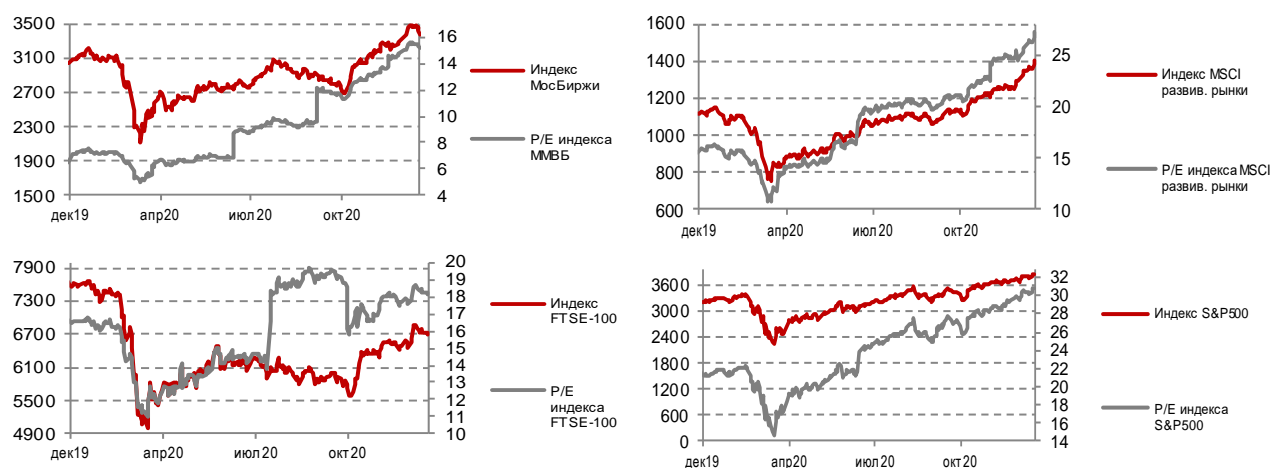 3500
3100
2700
2300
1900
1500
16
14
12
10
8
6
4
дек19
апр20
июл20
окт20
Индекс
МосБиржи
P/E индекса
ММВБ
1600
1400
1200
1000
800
600
25
20
15
10
дек19
апр20
июл20
окт20
Индекс MSCI
развив. рынки
P/E индекса MSCI
развив. рынки
7900
7300
6700
6100
5500
4900
20
19
18
17
16
15
14
13
12
11
10
дек19
апр20
июл20
окт20
Индекс
FTSE-100
P/E
индекса
FTSE-100
3600
3000
2400
1800
1200
600
0
32
30
28
26
24
22
20
18
16
14
дек19
апр20
июл20
окт20
Индекс S&P500
P/E индекса
S&P500